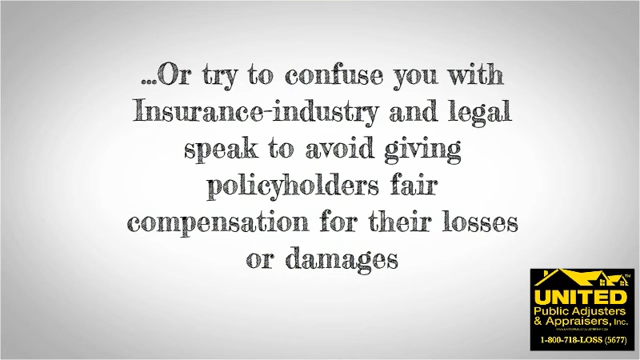 ...Or try to confuse you with
Insurance-industry and legal
speak to avoid giving
policyholders fair
compensation for their losses
or damages
UNITED
Public Adjusters
& Appraisers, Inc.
1-800-718-LOSS (5677)